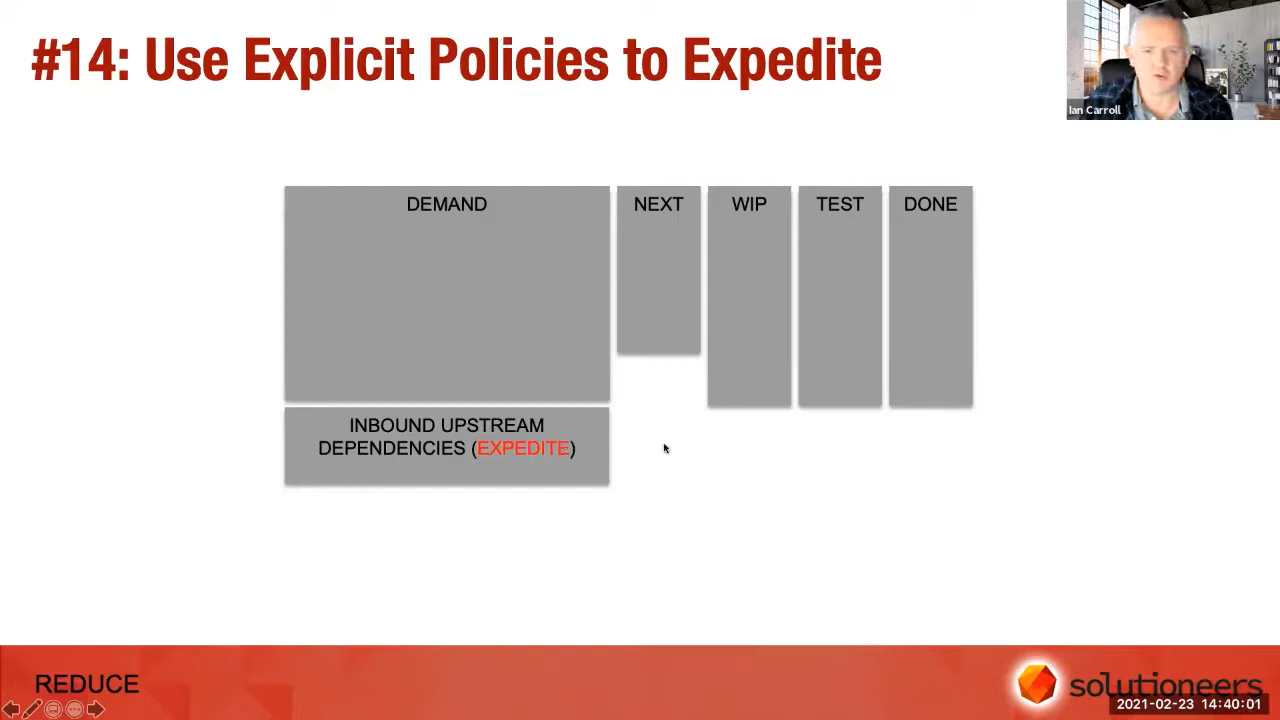 #14: Use Explicit Policies to Expedite
Ian Carroll
DEMAND
NEXT
WIP
TEST
DONE
INBOUND UPSTREAM
DEPENDENCIES (EXPEDITE)
REDUCE
solutioneers
2021-02-23 14:40:01